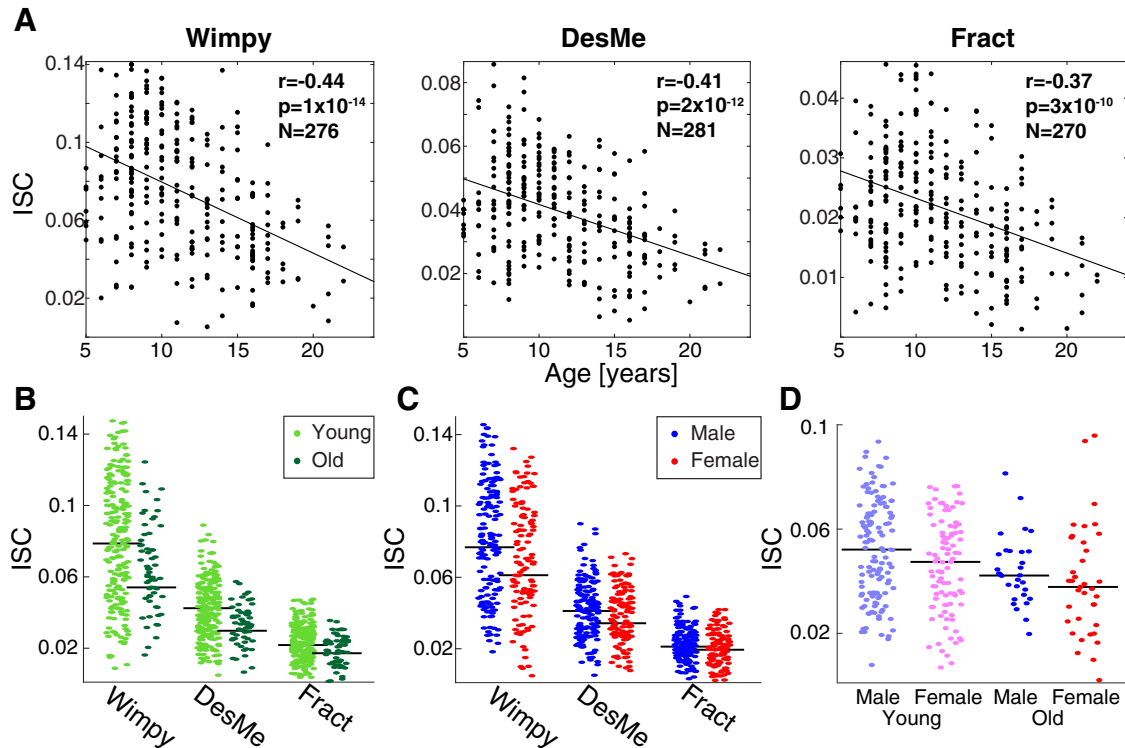 A
Wimpy
DesMe
Fract
r=-0.44
p=1x10⁻¹⁴
N=276
r=-0.41
p=2x10⁻¹²
N=281
r=-0.37
p=3x10⁻¹⁰
N=270
ISC
0.14
0.1
0.06
0.02
5 10 15 20
0.08
0.06
0.04
0.02
5 10 15 20
0.04
0.03
0.02
0.01
5 10 15 20
Age [years]
B
Young
Old
ISC
0.14
0.1
0.06
0.02
Wimpy
DesMe
Fract
C
Male
Female
ISC
0.14
0.1
0.06
0.02
Wimpy
DesMe
Fract
D
ISC
0.1
0.06
0.02
Male Female Male Female
Young Old